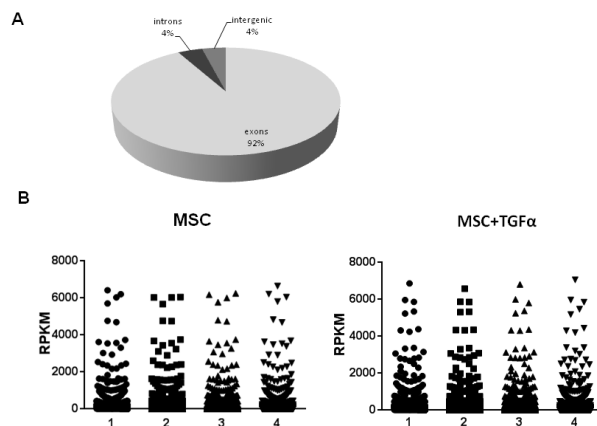 A
introns
4%
intergenic
4%
exons
92%
B
MSC
RPKM
8000
6000
4000
2000
0
1 2 3 4
MSC+TGFα
RPKM
8000
6000
4000
2000
0
1 2 3 4